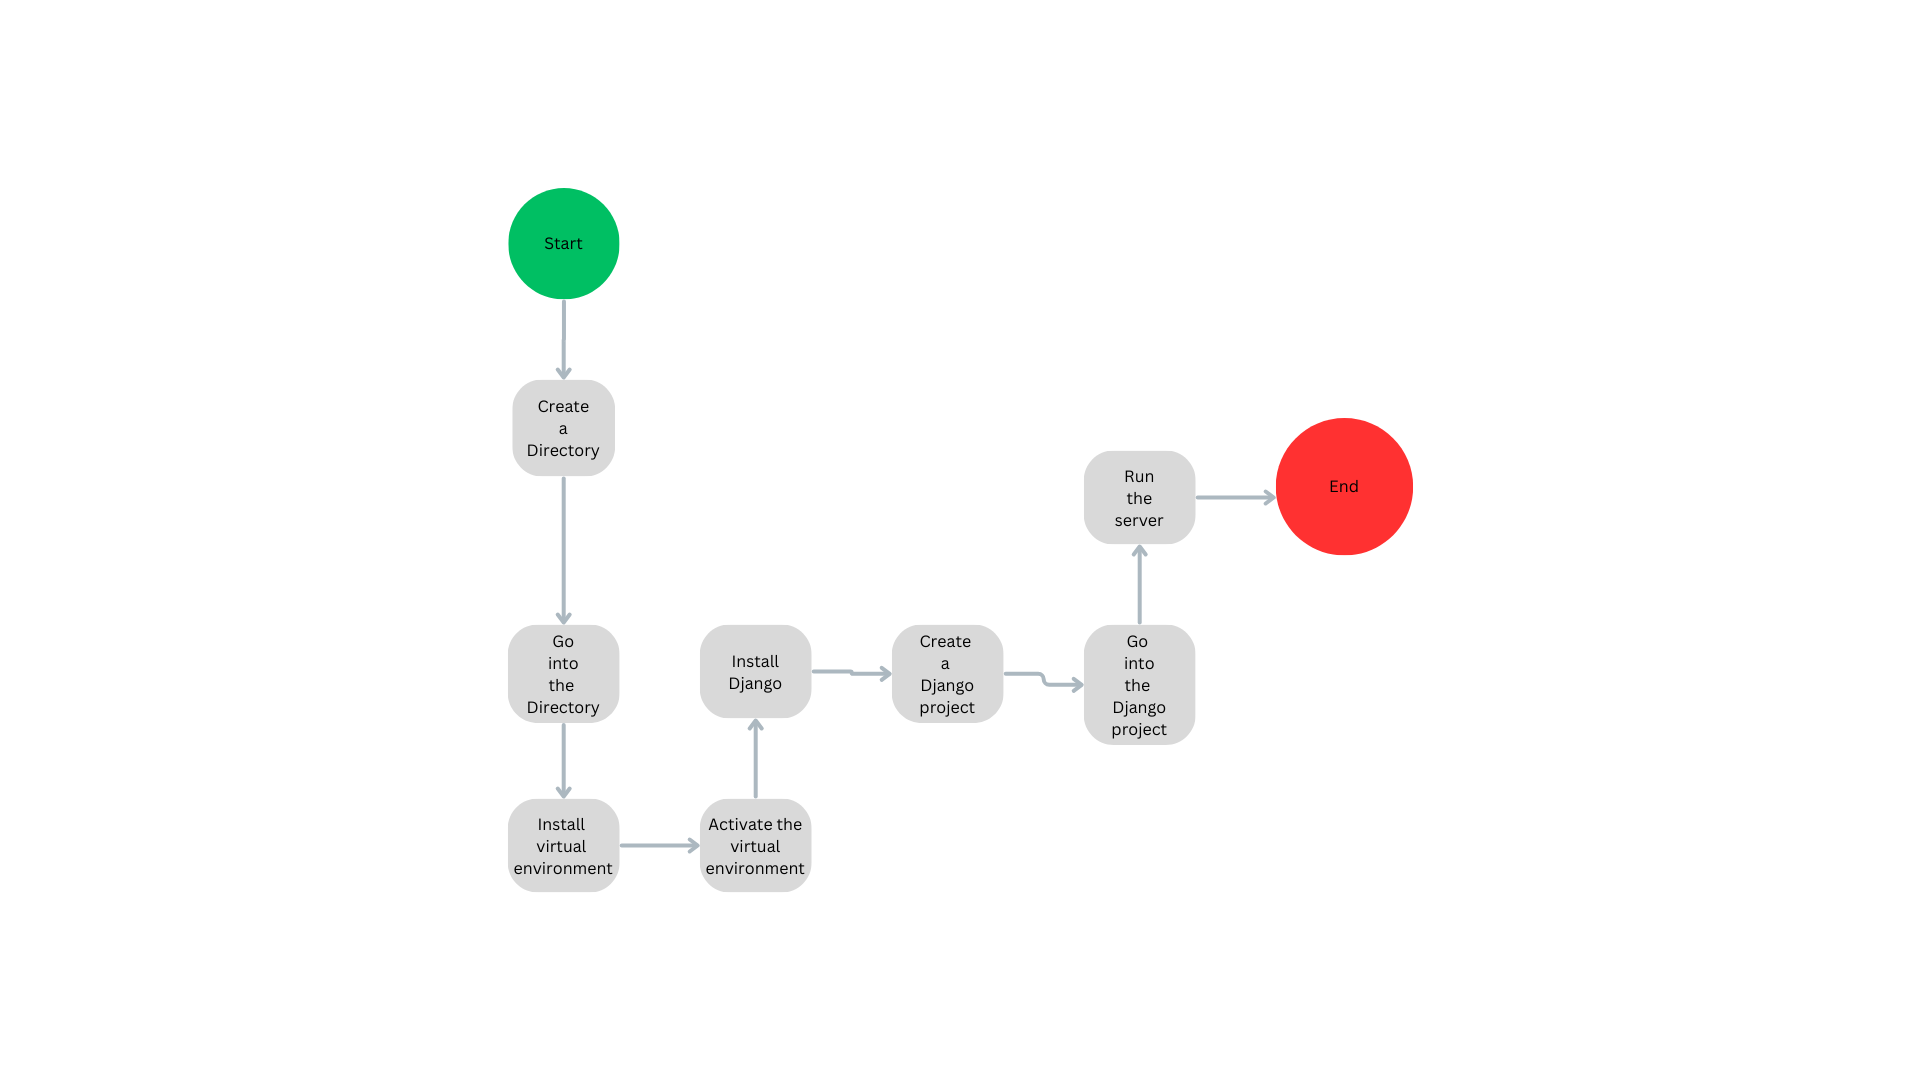 Start
Create
a
Directory
Go
into
the
Directory
Install
virtual
environment
Activate the
virtual
environment
Install
Django
Create
a
Django
project
Go
into
the
Django
project
Run
the
server
End